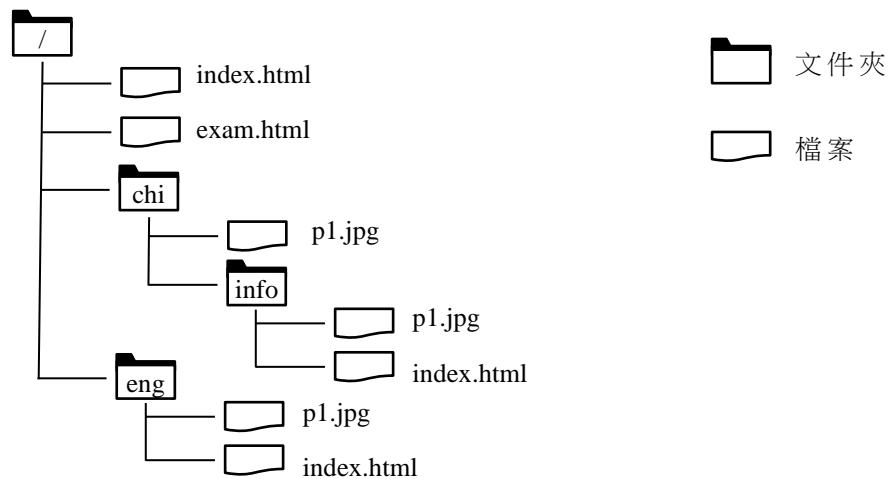 /
index.html
文件夾
exam.html
檔案
chi
p1.jpg
info
p1.jpg
index.html
eng
p1.jpg
index.html